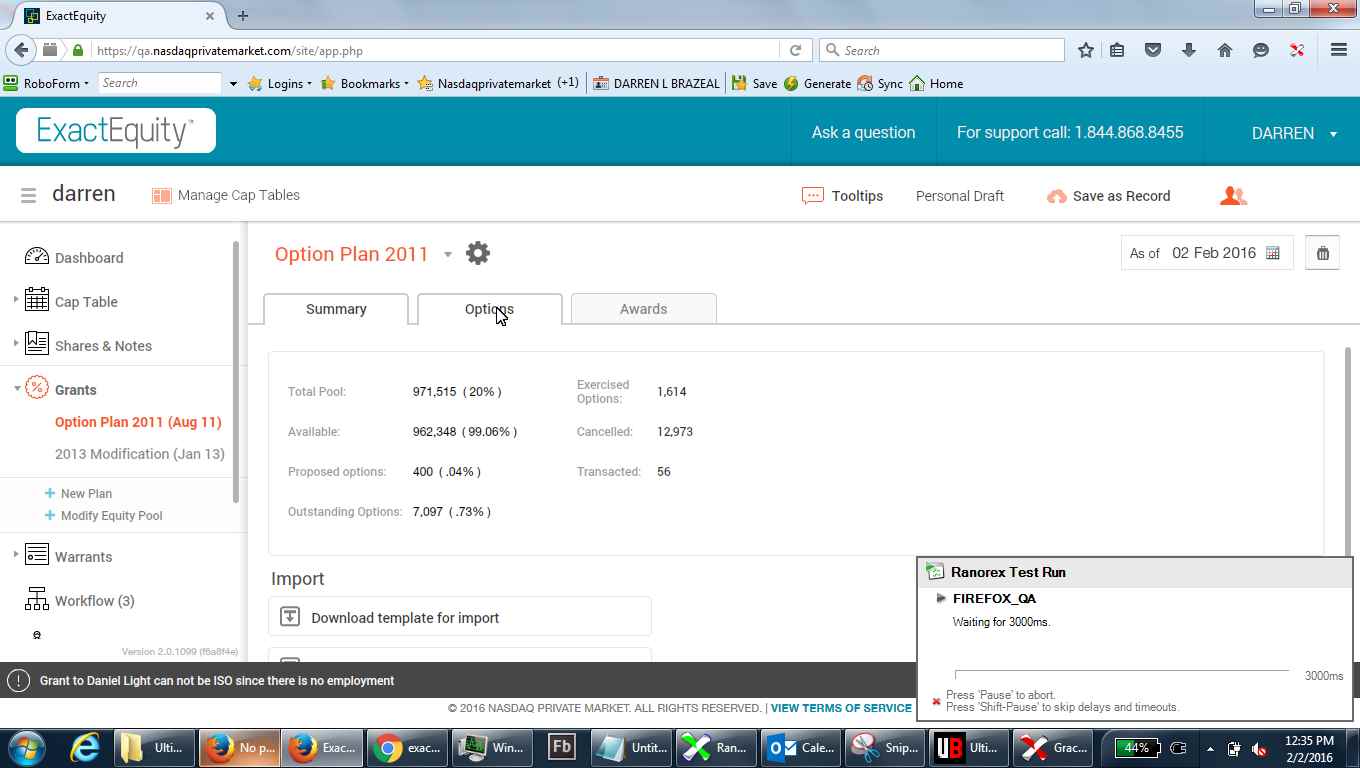 ExactEquity
https://qa.nasdaqprivatemarket.com/site/app.php
Search
RoboForm
Search
Logins
Bookmarks
Nasdaqprivatemarket (+1)
DARREN L BRAZEAL
Save
Generate
Sync
Home
ExactEquity™
Ask a question
For support call: 1.844.868.8455
DARREN
darren
Manage Cap Tables
Tooltips
Personal Draft
Save as Record
Dashboard
Cap Table
Shares & Notes
Grants
Option Plan 2011 (Aug 11)
2013 Modification (Jan 13)
+ New Plan
+ Modify Equity Pool
Warrants
Workflow (3)
Version 2.0.1099 (f6a8f4e)
Option Plan 2011
As of 02 Feb 2016
Summary
Options
Awards
Total Pool: 971,515 ( 20% )
Exercised Options: 1,614
Available: 962,348 ( 99.06% )
Cancelled: 12,973
Proposed options: 400 ( .04% )
Transacted: 56
Outstanding Options: 7,097 ( .73% )
Import
Download template for import
Ranorex Test Run
FIREFOX_QA
Waiting for 3000ms.
3000ms
Press 'Pause' to abort.
Press 'Shift-Pause' to skip delays and timeouts.
Grant to Daniel Light can not be ISO since there is no employment
© 2016 NASDAQ PRIVATE MARKET. ALL RIGHTS RESERVED. | VIEW TERMS OF SERVICE
Ulti...
No p...
Exac...
exac...
Win...
Fb
Untit...
Ran...
Cale...
Snip...
UB
Ulti...
Grac...
44%
12:35 PM
2/2/2016